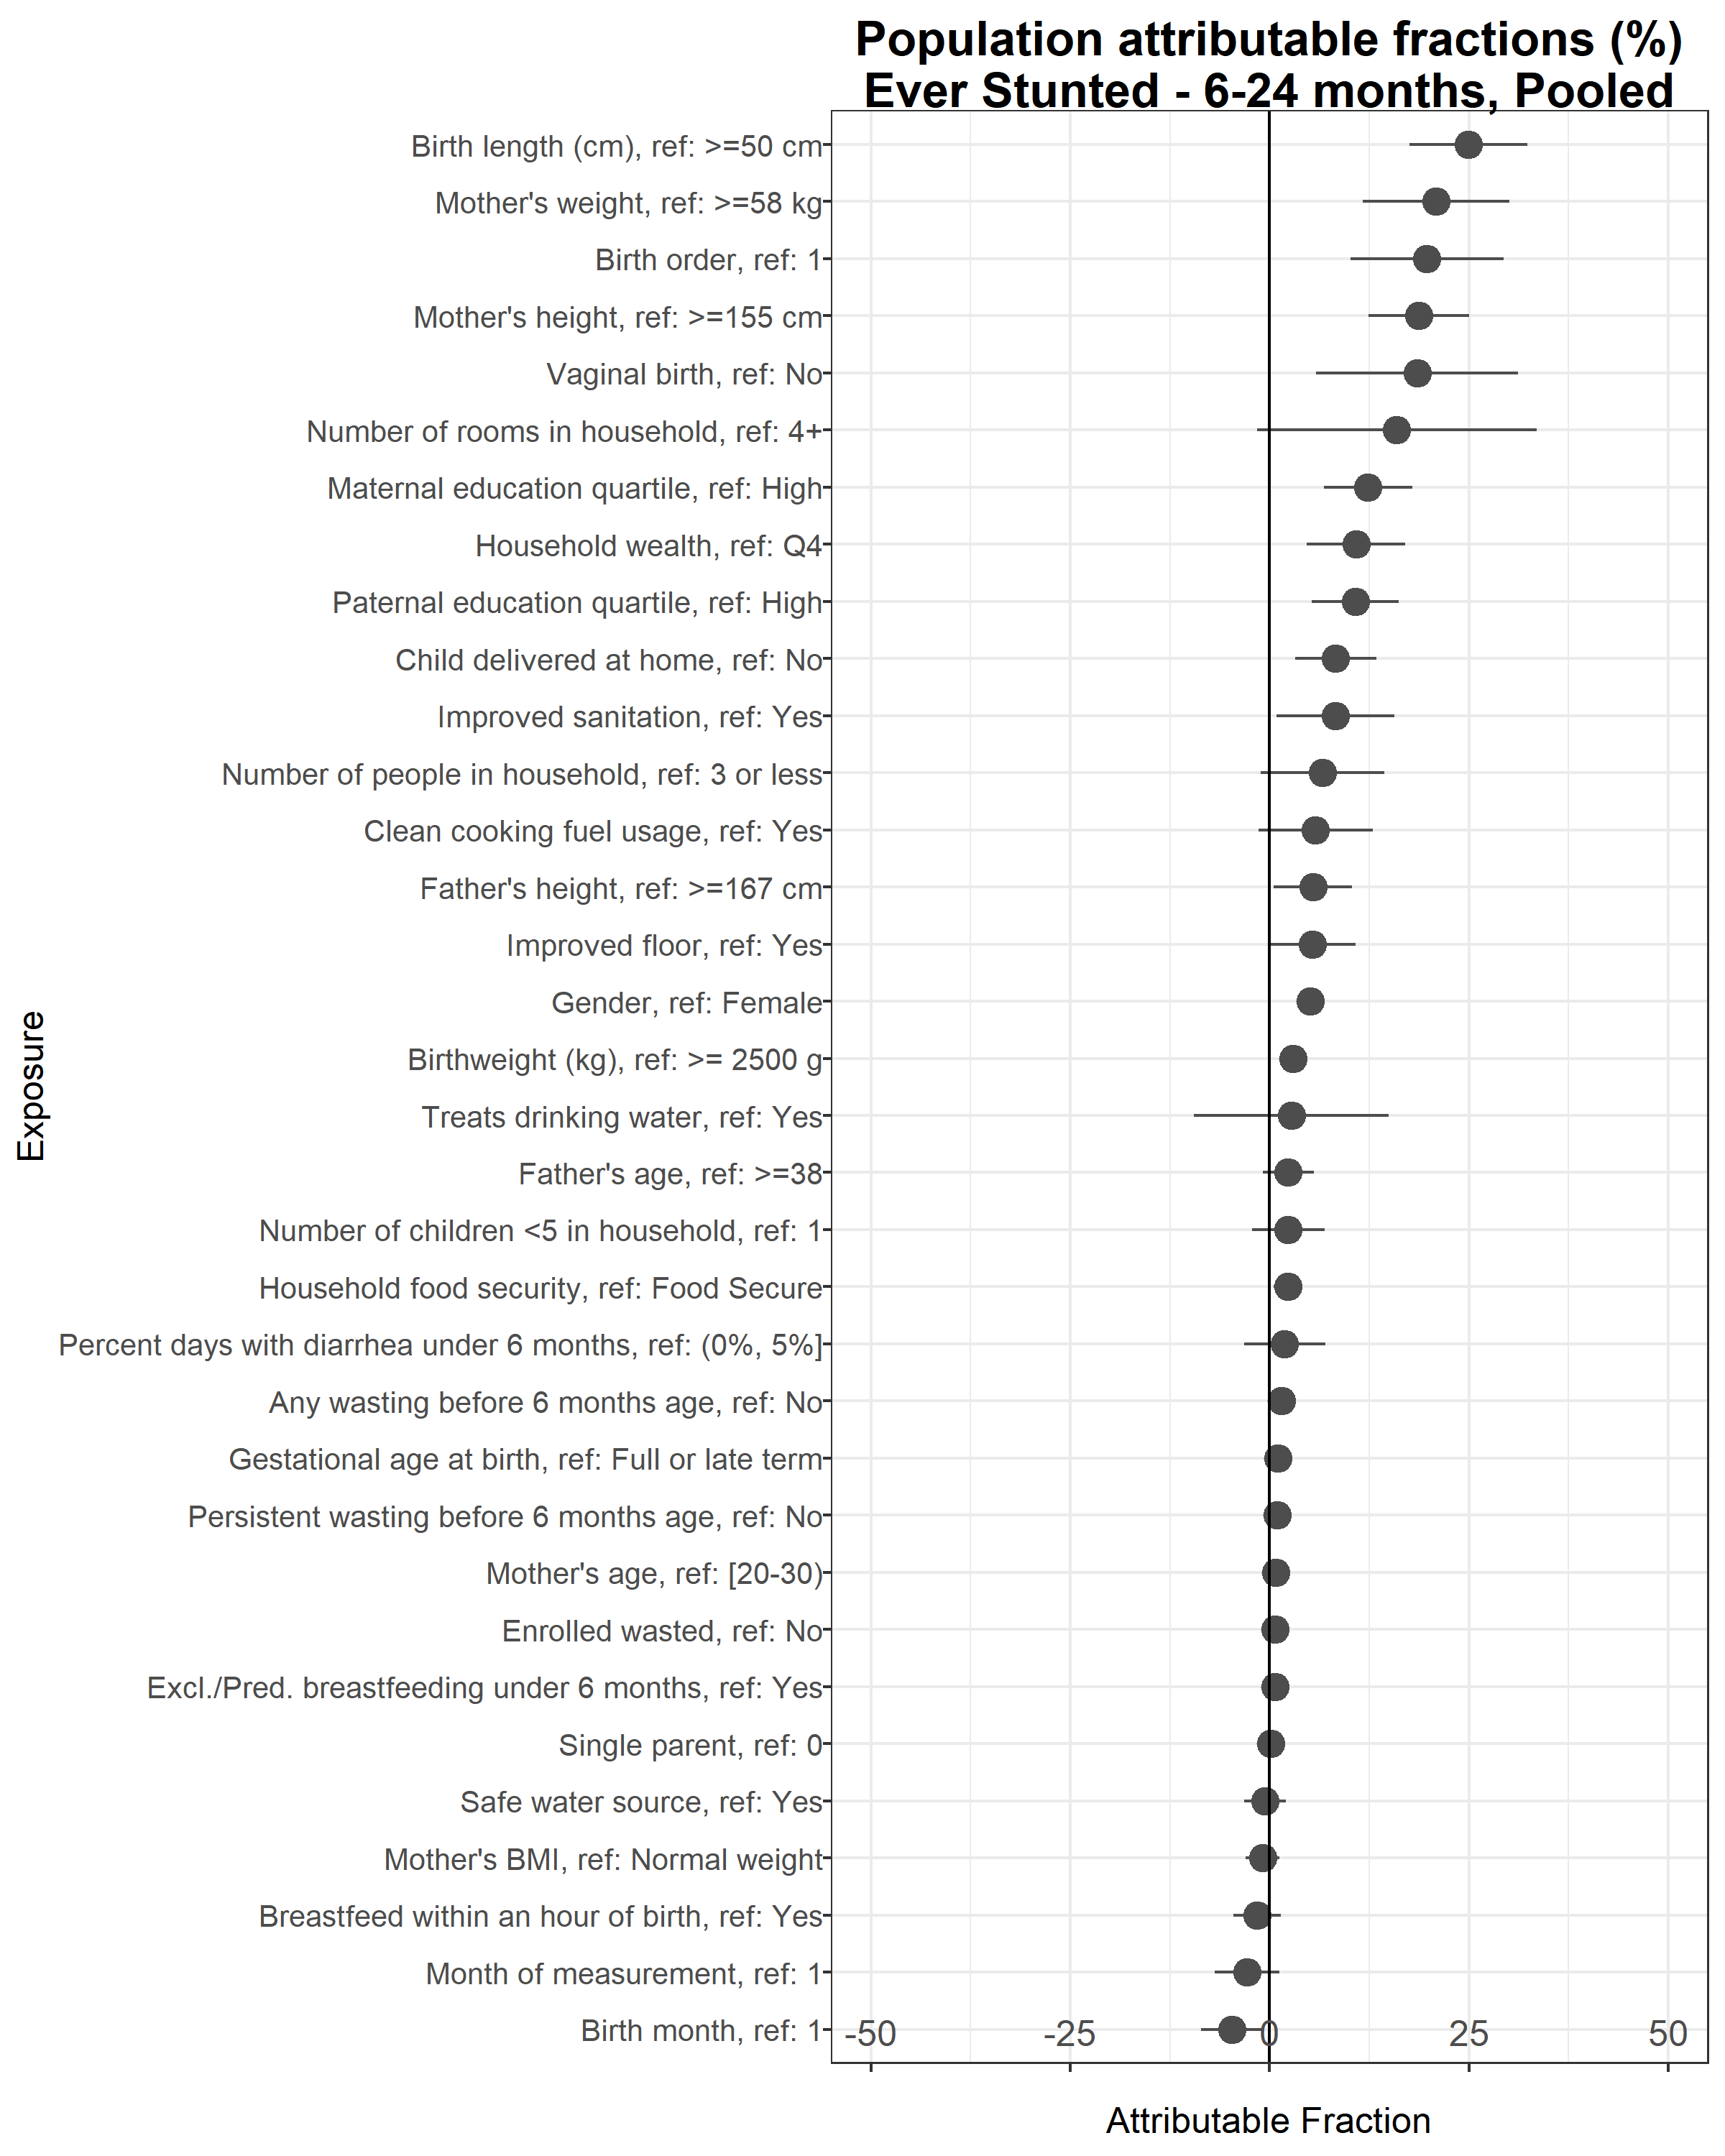 Population attributable fractions (%)
Ever Stunted - 6-24 months, Pooled
Exposure
Birth length (cm), ref: >=50 cm
Mother's weight, ref: >=58 kg
Birth order, ref: 1
Mother's height, ref: >=155 cm
Vaginal birth, ref: No
Number of rooms in household, ref: 4+
Maternal education quartile, ref: High
Household wealth, ref: Q4
Paternal education quartile, ref: High
Child delivered at home, ref: No
Improved sanitation, ref: Yes
Number of people in household, ref: 3 or less
Clean cooking fuel usage, ref: Yes
Father's height, ref: >=167 cm
Improved floor, ref: Yes
Gender, ref: Female
Birthweight (kg), ref: >= 2500 g
Treats drinking water, ref: Yes
Father's age, ref: >=38
Number of children <5 in household, ref: 1
Household food security, ref: Food Secure
Percent days with diarrhea under 6 months, ref: (0%, 5%]
Any wasting before 6 months age, ref: No
Gestational age at birth, ref: Full or late term
Persistent wasting before 6 months age, ref: No
Mother's age, ref: [20-30)
Enrolled wasted, ref: No
Excl./Pred. breastfeeding under 6 months, ref: Yes
Single parent, ref: 0
Safe water source, ref: Yes
Mother's BMI, ref: Normal weight
Breastfeed within an hour of birth, ref: Yes
Month of measurement, ref: 1
Birth month, ref: 1
-50 -25 0 25 50
Attributable Fraction